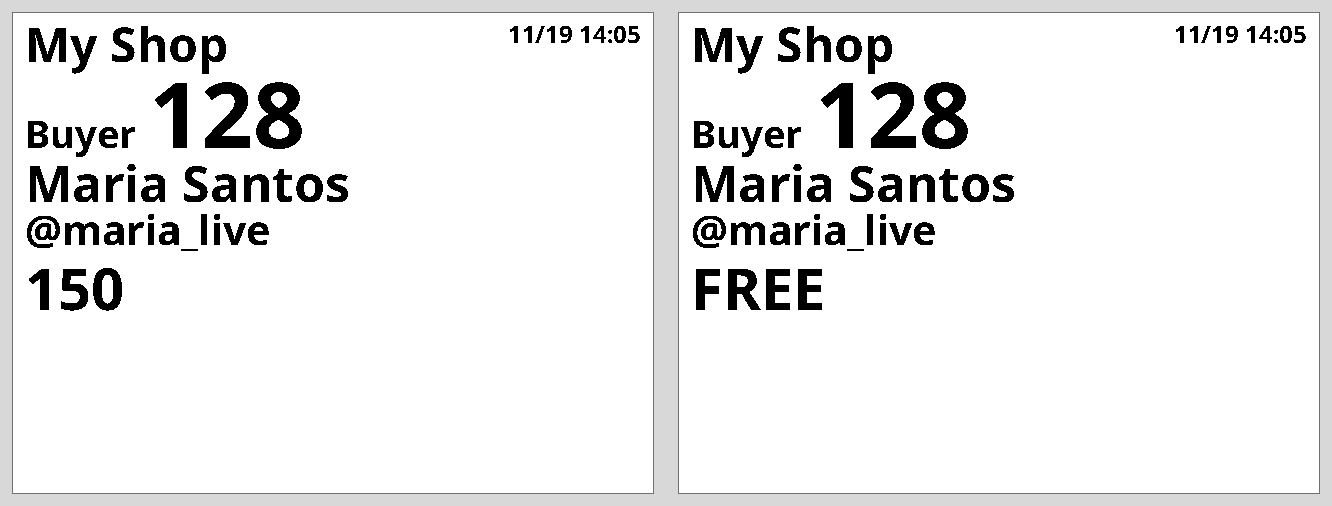 My Shop 11/19 14:05
Buyer 128
Maria Santos
@maria_live
150
My Shop 11/19 14:05
Buyer 128
Maria Santos
@maria_live
FREE